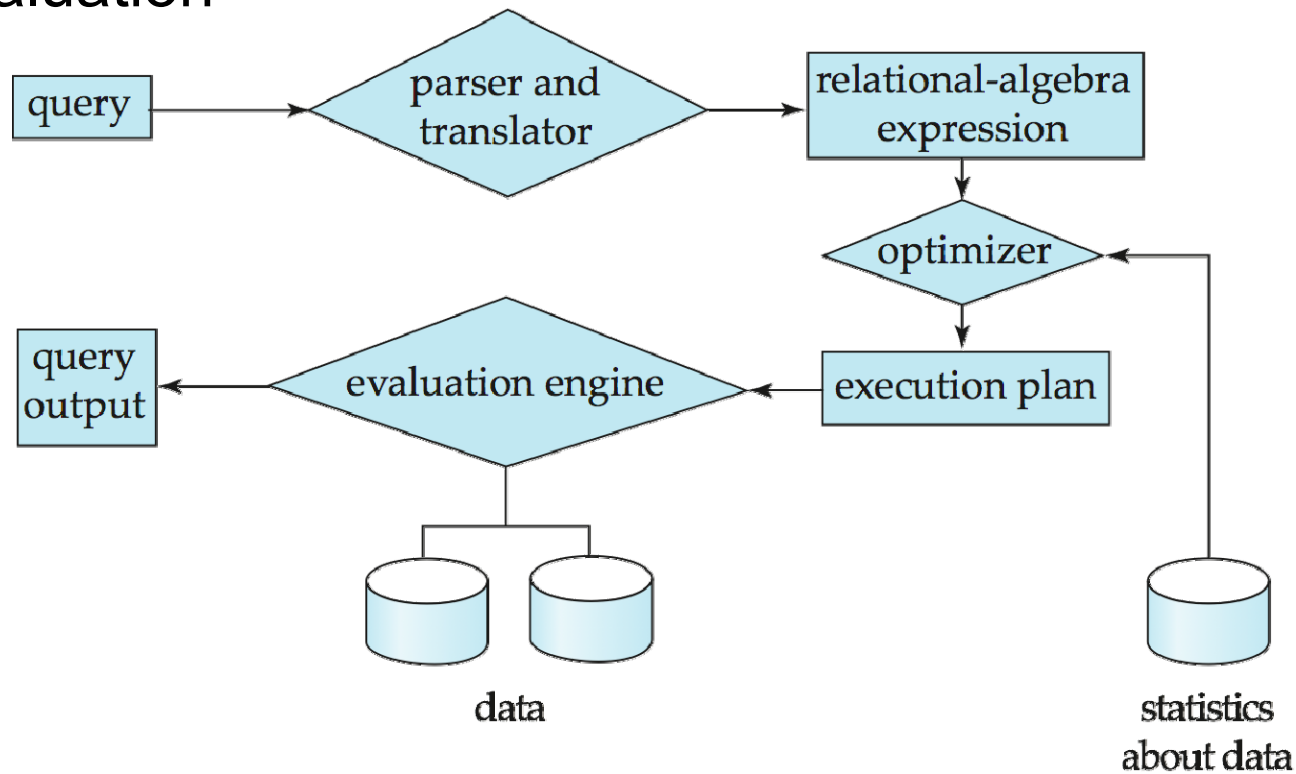 query
parser and
translator
relational-algebra
expression
optimizer
query
output
evaluation engine
execution plan
data
statistics
about data